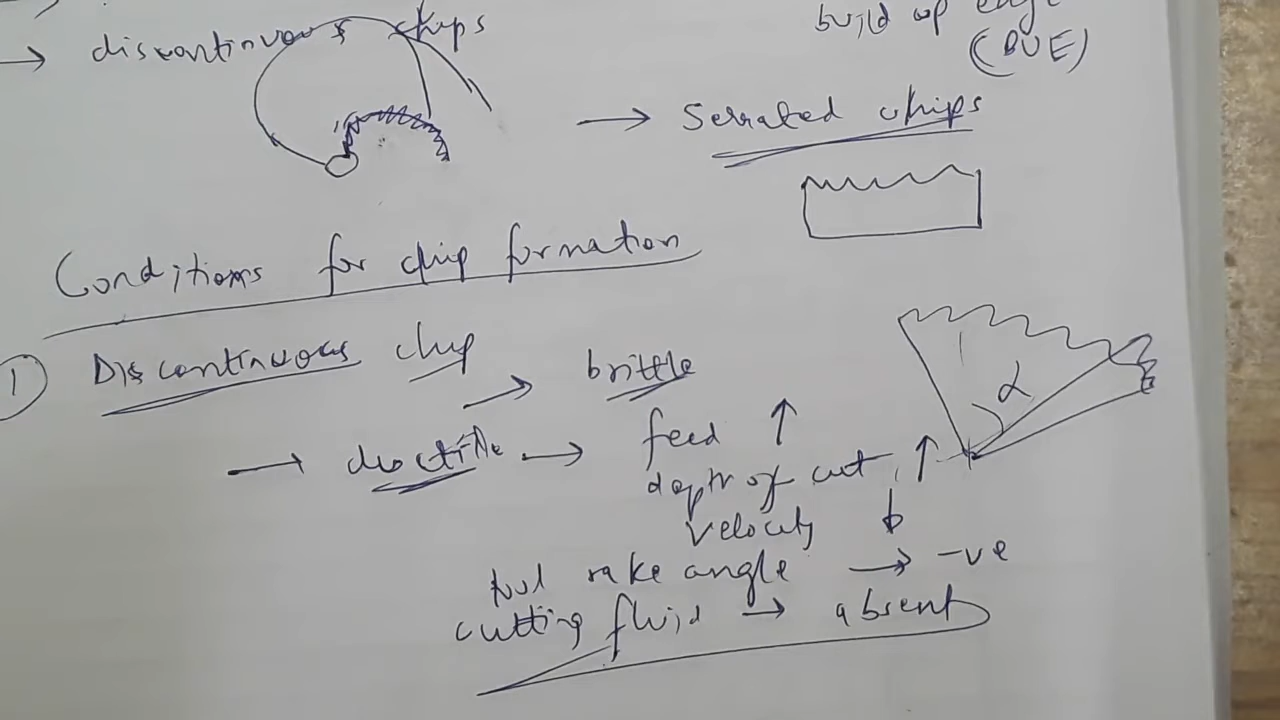 → discontinuous chips
build up edge
(BUE)
→ Serrated chips
Conditions for chip formation
① Discontinuous chip
→ brittle
→ ductile → feed ↑
depth of cut ↑
velocity ↓
tool rake angle → -ve
cutting fluid → absent
α